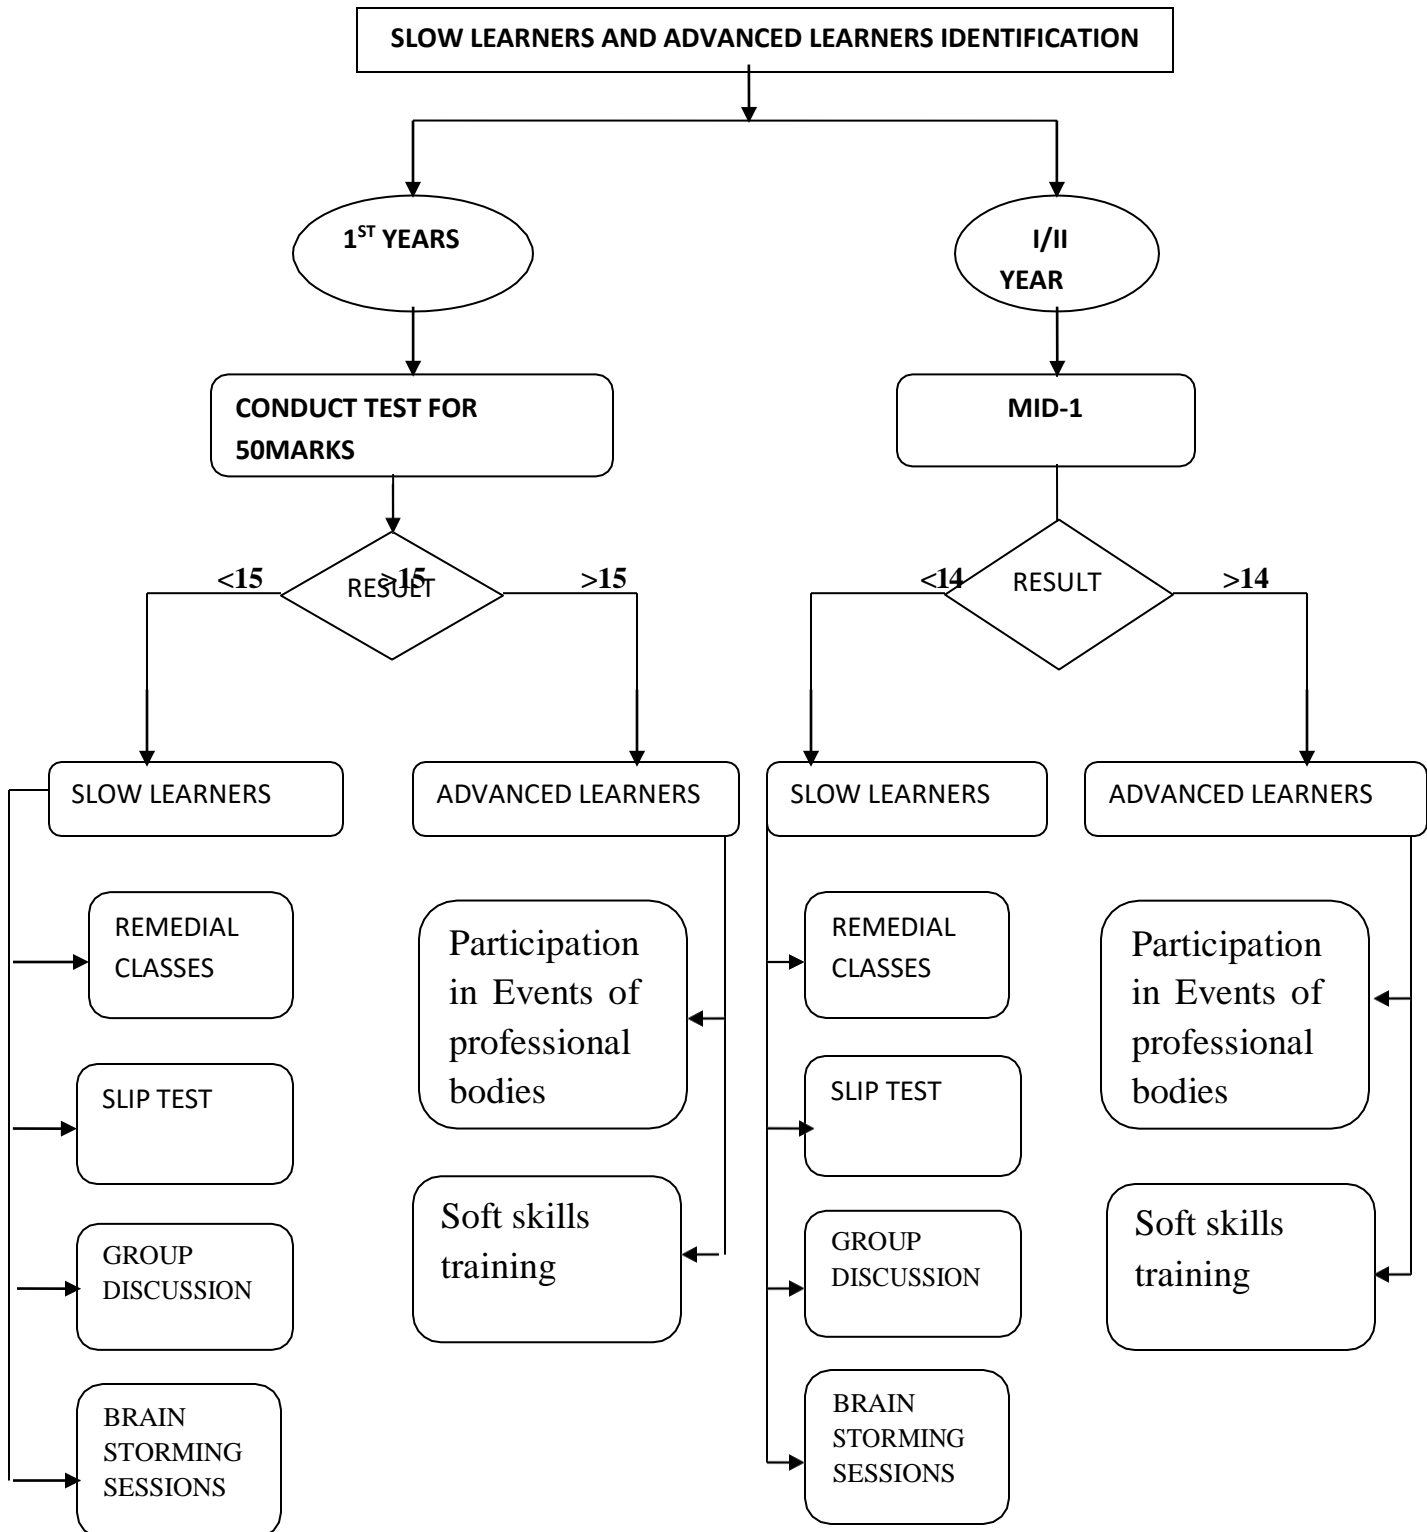 SLOW LEARNERS AND ADVANCED LEARNERS IDENTIFICATION
1ST YEARS
I/II
YEAR
CONDUCT TEST FOR
50MARKS
MID-1
<15
>15
RESULT
>15
<14
RESULT
>14
SLOW LEARNERS
ADVANCED LEARNERS
SLOW LEARNERS
ADVANCED LEARNERS
REMEDIAL
CLASSES
Participation
in Events of
professional
bodies
REMEDIAL
CLASSES
Participation
in Events of
professional
bodies
SLIP TEST
SLIP TEST
Soft skills
training
Soft skills
training
GROUP
DISCUSSION
GROUP
DISCUSSION
BRAIN
STORMING
SESSIONS
BRAIN
STORMING
SESSIONS